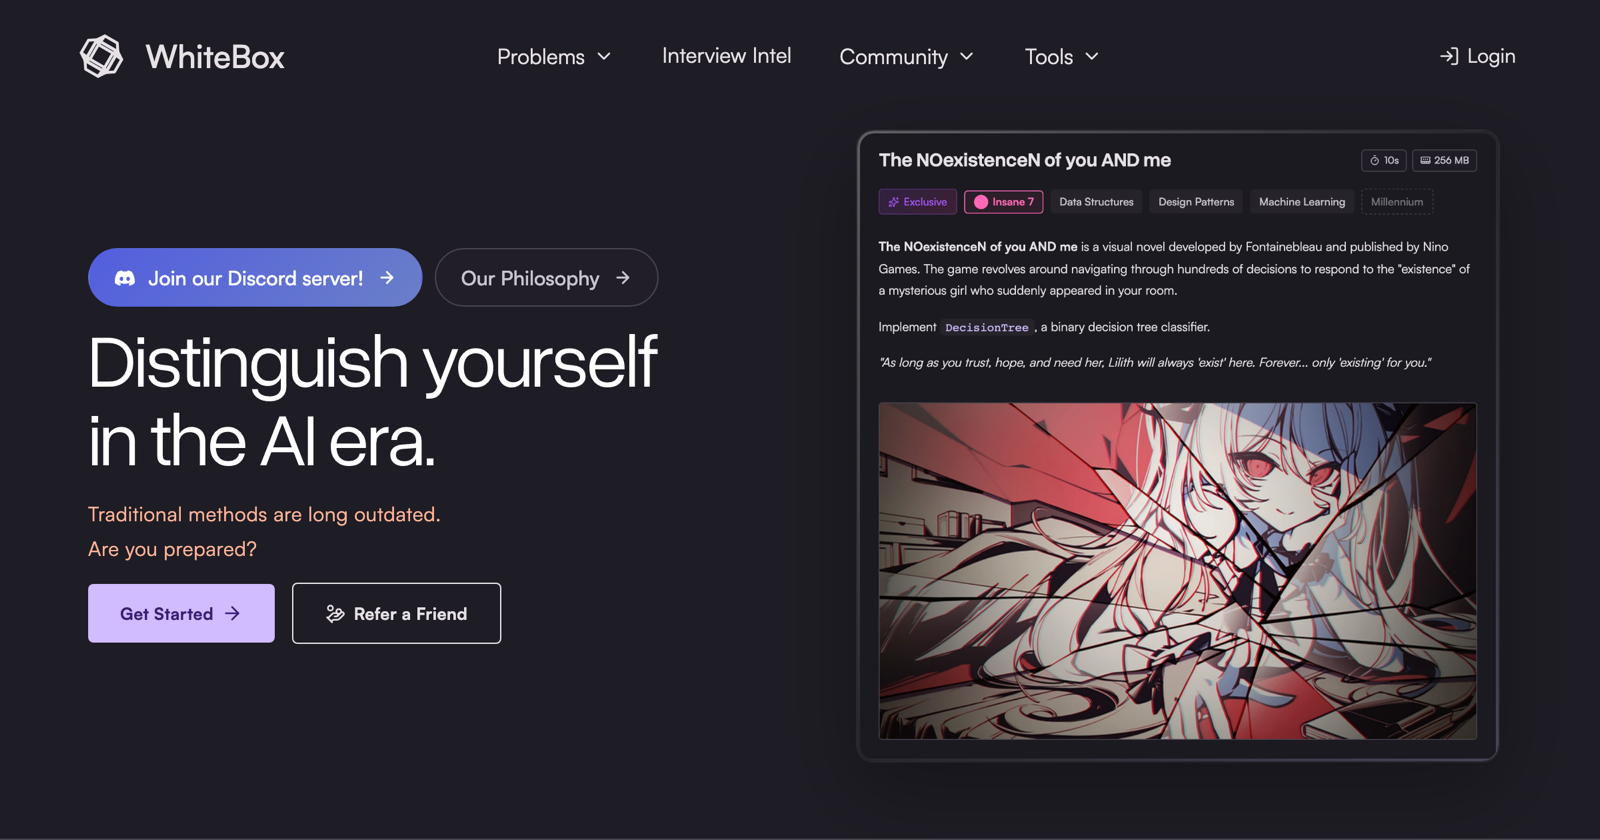 WhiteBox
Problems
Interview Intel
Community
Tools
Login
Join our Discord server!
Our Philosophy
Distinguish yourself
in the AI era.
Traditional methods are long outdated.
Are you prepared?
Get Started
Refer a Friend
The NOexistenceN of you AND me
10s
256 MB
Exclusive
Insane 7
Data Structures
Design Patterns
Machine Learning
Millennium
The NOexistenceN of you AND me is a visual novel developed by Fontainebleau and published by Nino
Games. The game revolves around navigating through hundreds of decisions to respond to the "existence" of
a mysterious girl who suddenly appeared in your room.
Implement DecisionTree, a binary decision tree classifier.
"As long as you trust, hope, and need her, Lilith will always 'exist' here. Forever... only 'existing' for you."